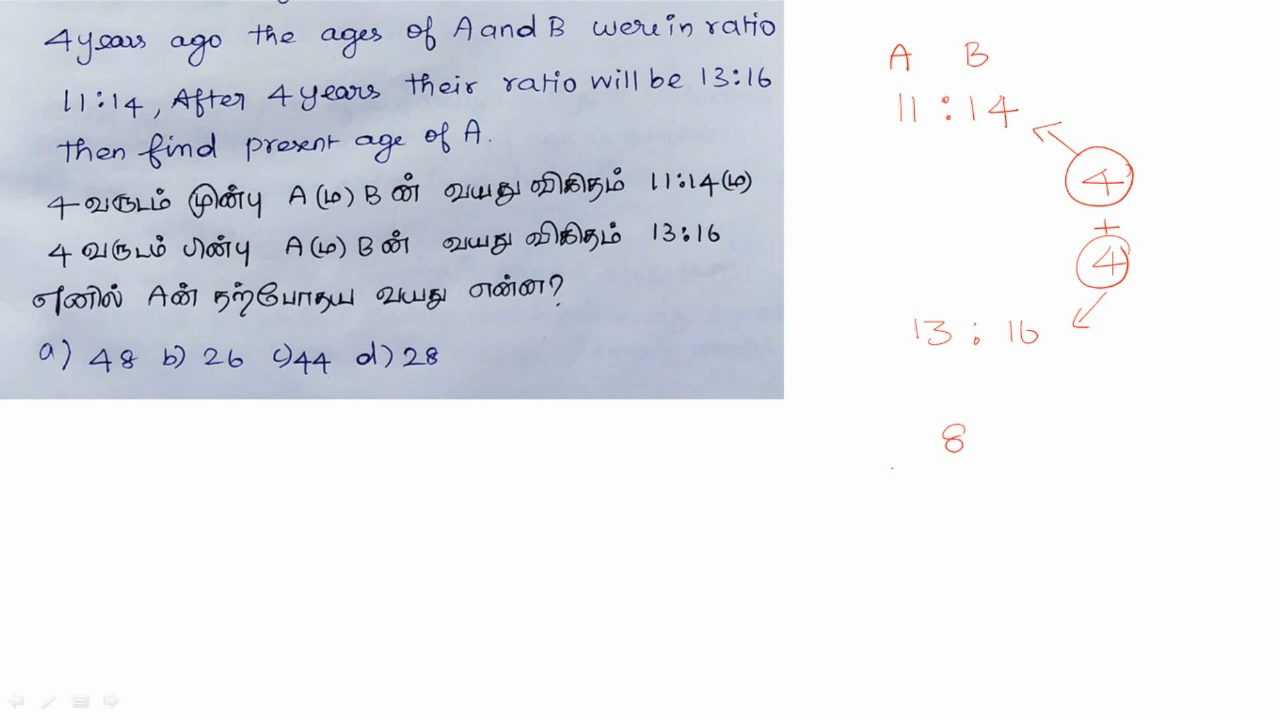 4 years ago the ages of A and B were in ratio
11:14, After 4 years their ratio will be 13:16
then find present age of A.
4 வருடம் முன்பு A (ம) B ன் வயது விகிதம் 11:14 (ம)
4 வருடம் பின்பு A (ம) B ன் வயது விகிதம் 13:16
எனில் A ன் தற்போதய வயது என்ன?
a) 48 b) 26 c) 44 d) 28
A B
11 : 14
4
+
4
13 : 16
8